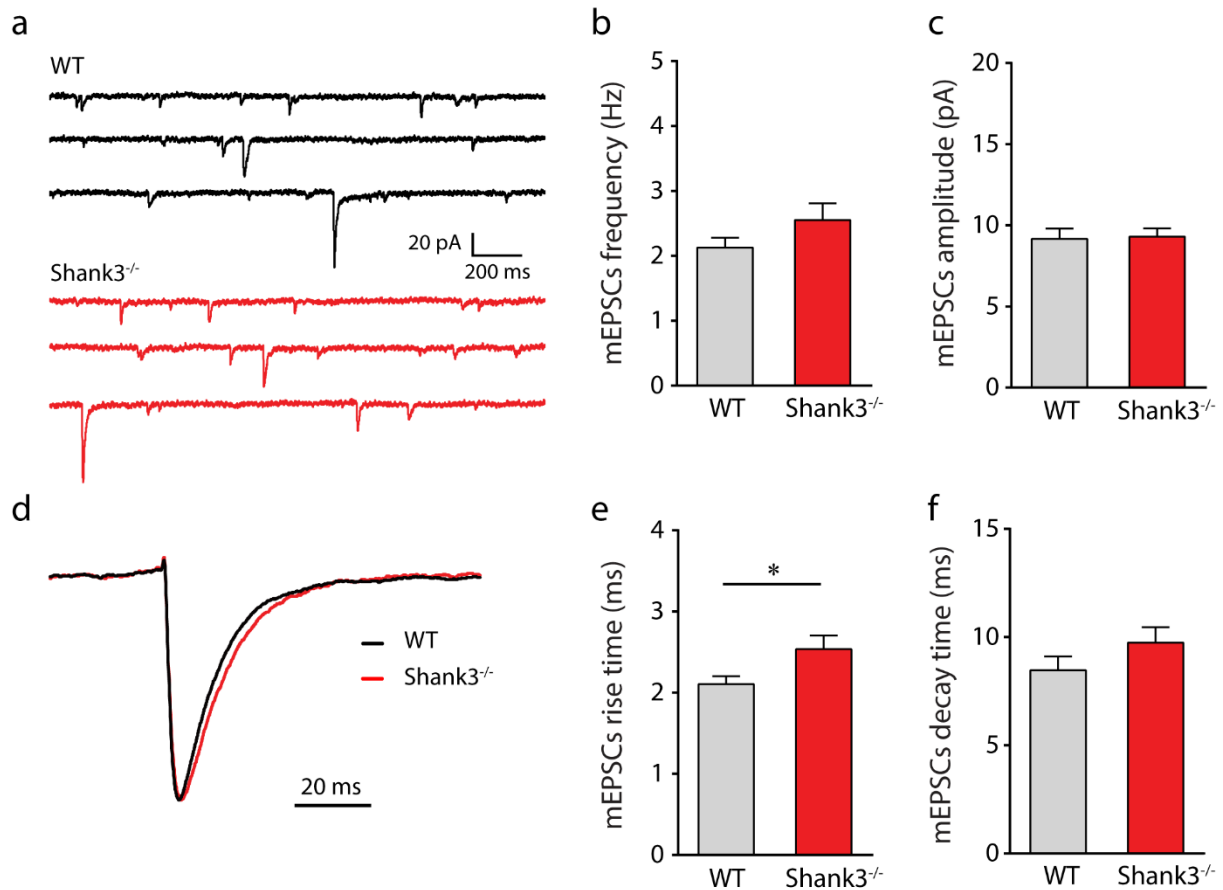 a
WT
20 pA
200 ms
Shank3-/-
b
mEPSCs frequency (Hz)
5
4
3
2
1
0
WT Shank3-/-
c
mEPSCs amplitude (pA)
20
15
10
5
0
WT Shank3-/-
d
WT
Shank3-/-
20 ms
e
mEPSCs rise time (ms)
4
3
2
1
0
*
WT Shank3-/-
f
mEPSCs decay time (ms)
15
10
5
0
WT Shank3-/-